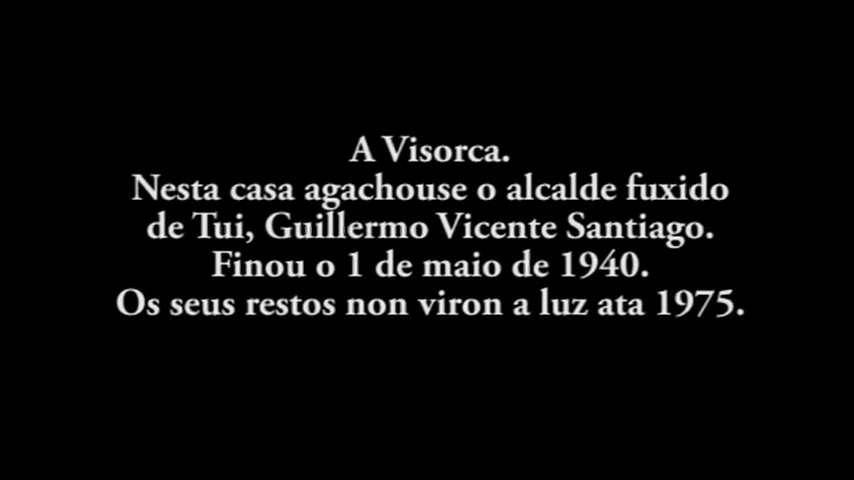 A Visorca.
Nesta casa agachouse o alcalde fuxido
de Tui, Guillermo Vicente Santiago.
Finou o 1 de maio de 1940.
Os seus restos non viron a luz ata 1975.